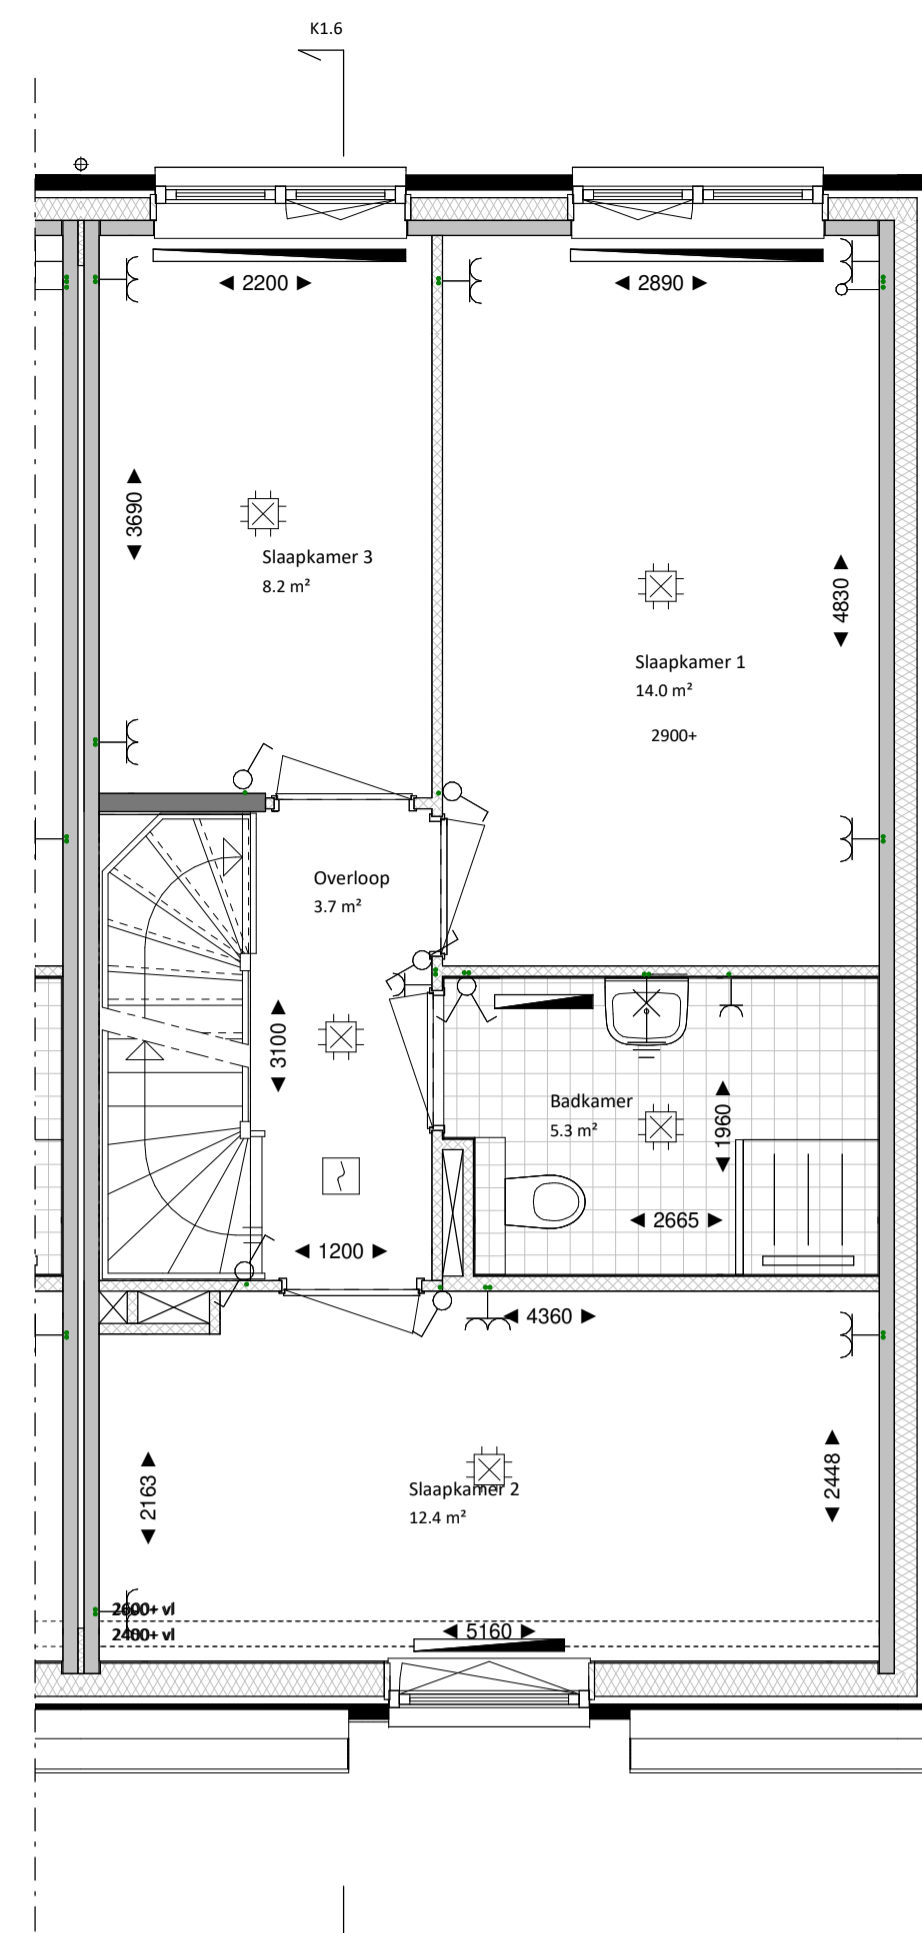 K1.6
2200
2890
3690
Slaapkamer 3
8.2 m²
4830
Slaapkamer 1
14.0 m²
2900+
Overloop
3.7 m²
3100
Badkamer
5.3 m²
1960
2665
1200
4360
2163
Slaapkamer 2
12.4 m²
2448
2600+ vl
2400+ vl
5160